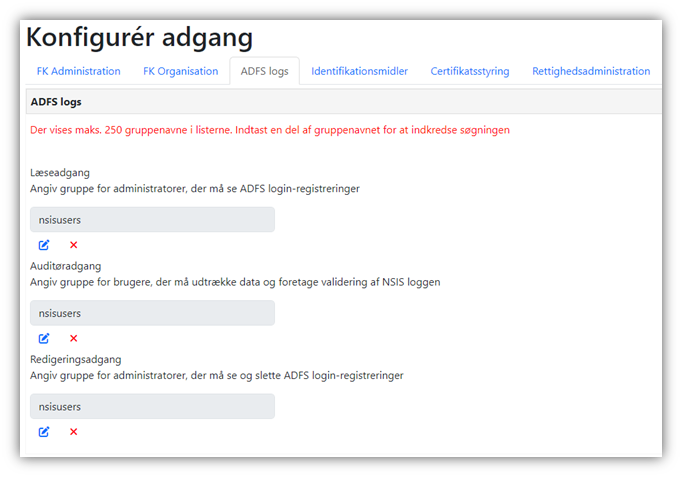 Konfigurér adgang
FK Administration FK Organisation ADFS logs Identifikationsmidler Certifikatsstyring Rettighedsadministration
ADFS logs
Der vises maks. 250 gruppenavne i listerne. Indtast en del af gruppenavnet for at indkredse søgningen
Læseadgang
Angiv gruppe for administratorer, der må se ADFS login-registreringer
nsisusers
Auditøradgang
Angiv gruppe for brugere, der må udtrække data og foretage validering af NSIS loggen
nsisusers
Redigeringsadgang
Angiv gruppe for administratorer, der må se og slette ADFS login-registreringer
nsisusers